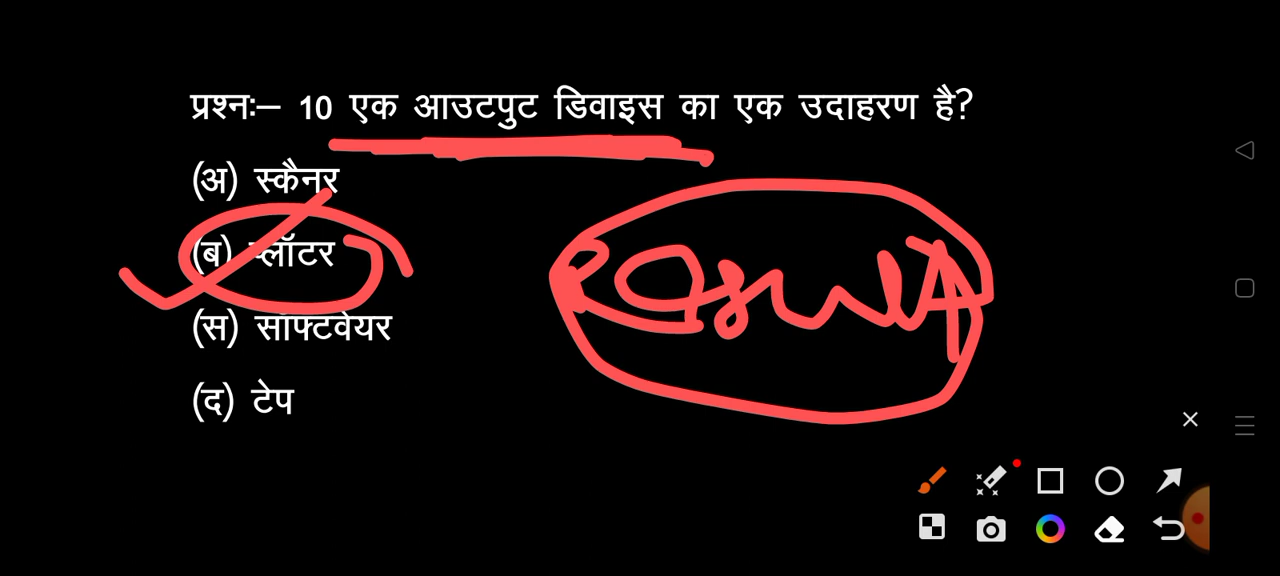 प्रश्नः– 10 एक आउटपुट डिवाइस का एक उदाहरण है?
(अ) स्कैनर
(ब) प्लॉटर
(स) सॉफ्टवेयर
(द) टेप